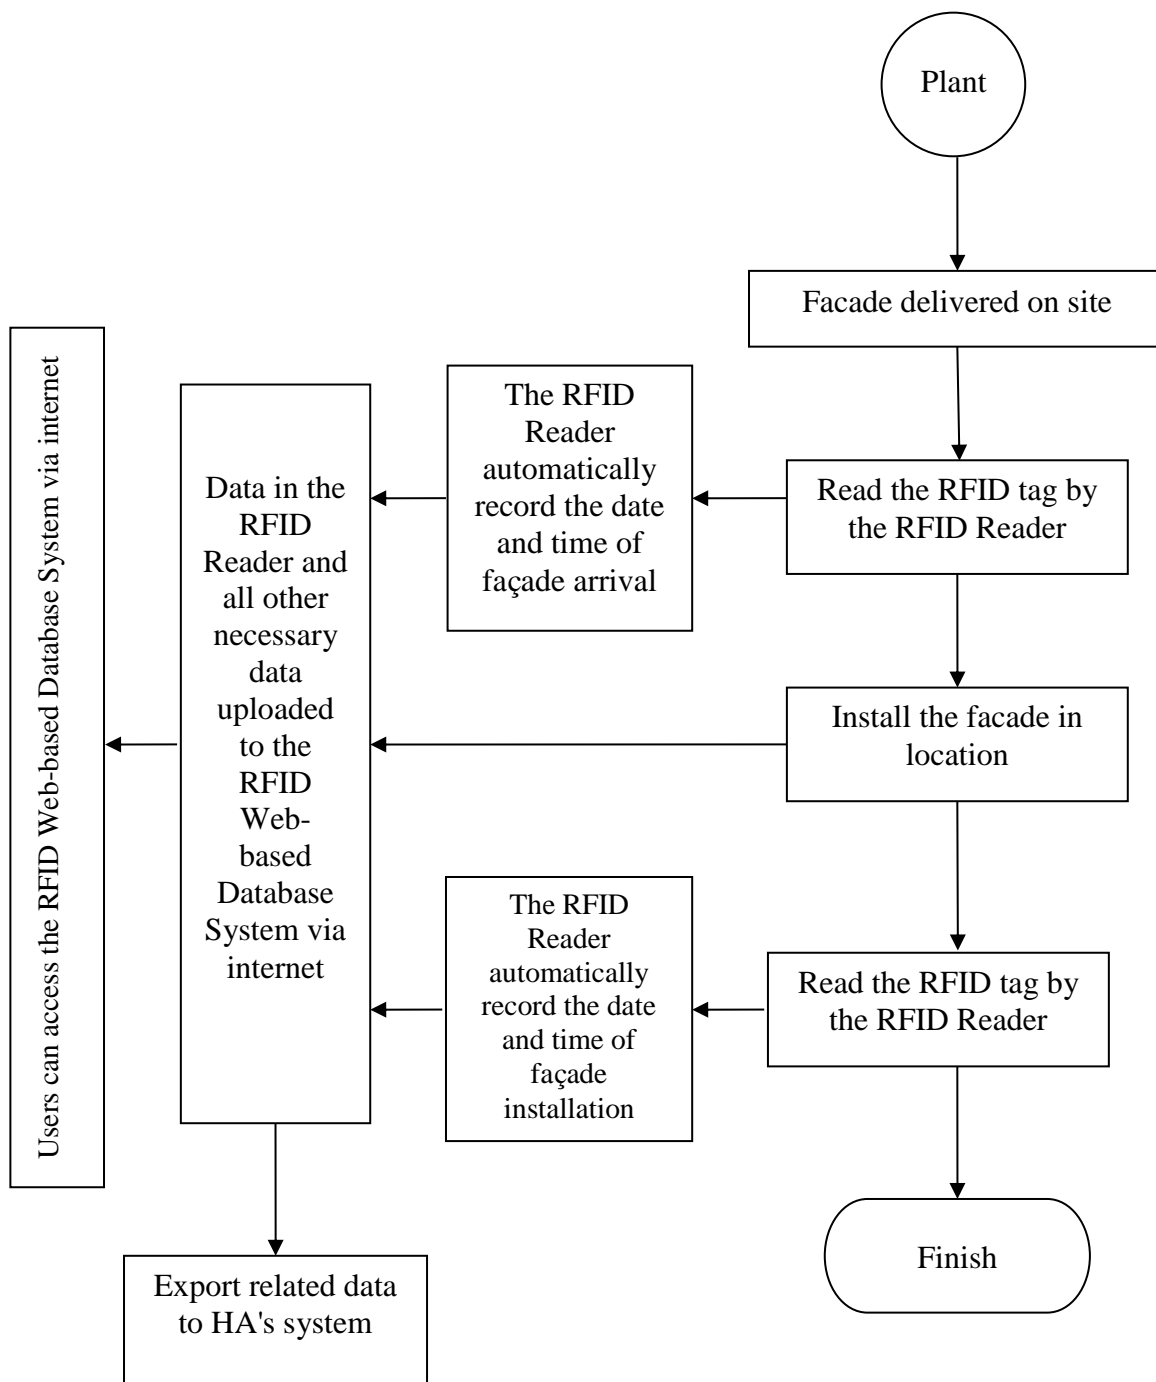 Plant
Facade delivered on site
Users can access the RFID Web-based Database System via internet
Data in the
RFID
Reader and
all other
necessary
data
uploaded
to the
RFID
Web-
based
Database
System via
internet
The RFID
Reader
automatically
record the date
and time of
façade arrival
Read the RFID tag by
the RFID Reader
Install the facade in
location
The RFID
Reader
automatically
record the date
and time of
façade
installation
Read the RFID tag by
the RFID Reader
Export related data
to HA's system
Finish